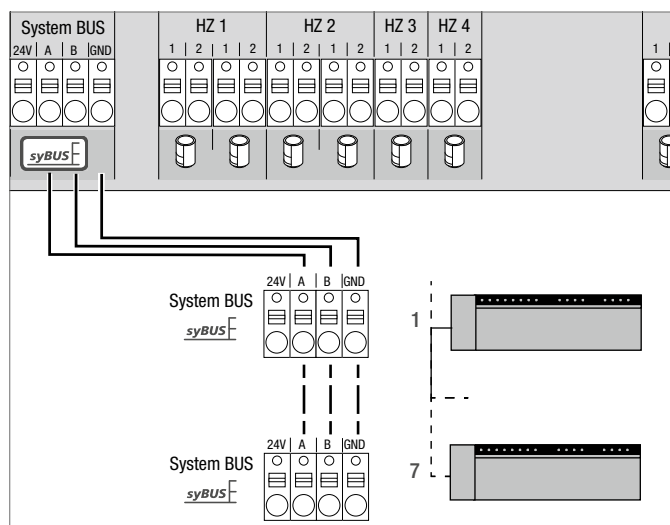 System BUS HZ 1 HZ 2 HZ 3 HZ 4
24V A B GND 1 2 1 2 1 2 1 2 1 2 1 2 1
syBUS
24V A B GND
System BUS
syBUS
1
24V A B GND
System BUS
syBUS
7